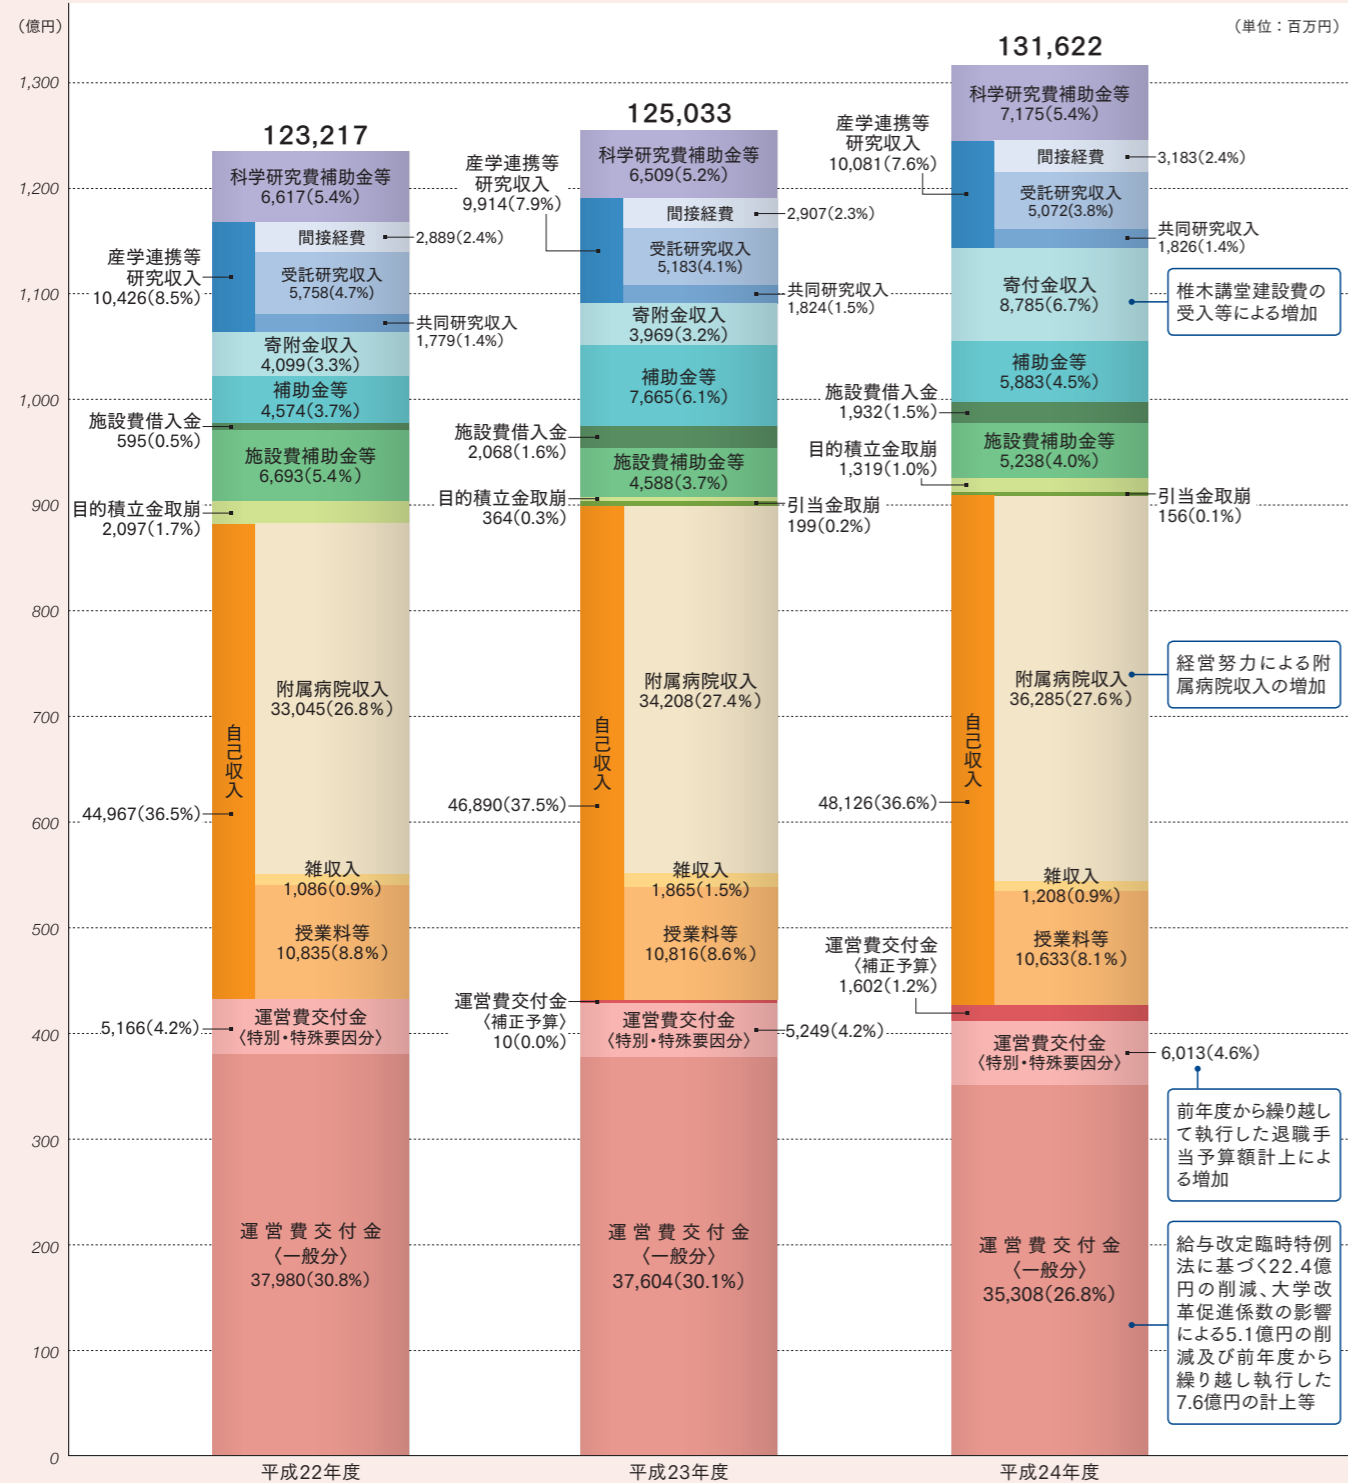 （億円）
（単位：百万円）
1,300
1,200
1,100
1,000
900
800
700
600
500
400
300
200
100
0
123,217
科学研究費補助金等
6,617(5.4%)
産学連携等
研究収入
10,426(8.5%)
間接経費
2,889(2.4%)
受託研究収入
5,758(4.7%)
共同研究収入
1,779(1.4%)
寄附金収入
4,099(3.3%)
補助金等
4,574(3.7%)
施設費借入金
595(0.5%)
施設費補助金等
6,693(5.4%)
目的積立金取崩
2,097(1.7%)
自己収入
44,967(36.5%)
附属病院収入
33,045(26.8%)
雑収入
1,086(0.9%)
授業料等
10,835(8.8%)
5,166(4.2%)
運営費交付金
〈特別・特殊要因分〉
運営費交付金
〈一般分〉
37,980(30.8%)
平成22年度
125,033
科学研究費補助金等
6,509(5.2%)
産学連携等
研究収入
9,914(7.9%)
間接経費
2,907(2.3%)
受託研究収入
5,183(4.1%)
共同研究収入
1,824(1.5%)
寄附金収入
3,969(3.2%)
補助金等
7,665(6.1%)
施設費借入金
2,068(1.6%)
施設費補助金等
4,588(3.7%)
目的積立金取崩
364(0.3%)
引当金取崩
199(0.2%)
自己収入
46,890(37.5%)
附属病院収入
34,208(27.4%)
雑収入
1,865(1.5%)
授業料等
10,816(8.6%)
運営費交付金
〈補正予算〉
10(0.0%)
運営費交付金
〈特別・特殊要因分〉
5,249(4.2%)
運営費交付金
〈一般分〉
37,604(30.1%)
平成23年度
131,622
科学研究費補助金等
7,175(5.4%)
産学連携等
研究収入
10,081(7.6%)
間接経費
3,183(2.4%)
受託研究収入
5,072(3.8%)
共同研究収入
1,826(1.4%)
寄付金収入
8,785(6.7%)
椎木講堂建設費の
受入等による増加
補助金等
5,883(4.5%)
施設費借入金
1,932(1.5%)
施設費補助金等
5,238(4.0%)
目的積立金取崩
1,319(1.0%)
引当金取崩
156(0.1%)
自己収入
48,126(36.6%)
附属病院収入
36,285(27.6%)
経営努力による附
属病院収入の増加
雑収入
1,208(0.9%)
授業料等
10,633(8.1%)
運営費交付金
〈補正予算〉
1,602(1.2%)
運営費交付金
〈特別・特殊要因分〉
6,013(4.6%)
前年度から繰り越し
て執行した退職手
当予算額計上によ
る増加
運営費交付金
〈一般分〉
35,308(26.8%)
給与改定臨時特例
法に基づく22.4億
円の削減、大学改
革促進係数の影響
による5.1億円の削
減及び前年度から
繰り越し執行した
7.6億円の計上等
平成24年度